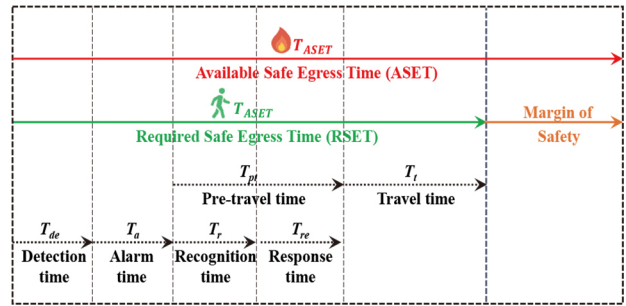 T_ASET
Available Safe Egress Time (ASET)
T_ASET
Required Safe Egress Time (RSET)
Margin of
Safety
T_pt
Pre-travel time
T_t
Travel time
T_de
Detection
time
T_a
Alarm
time
T_r
Recognition
time
T_re
Response
time